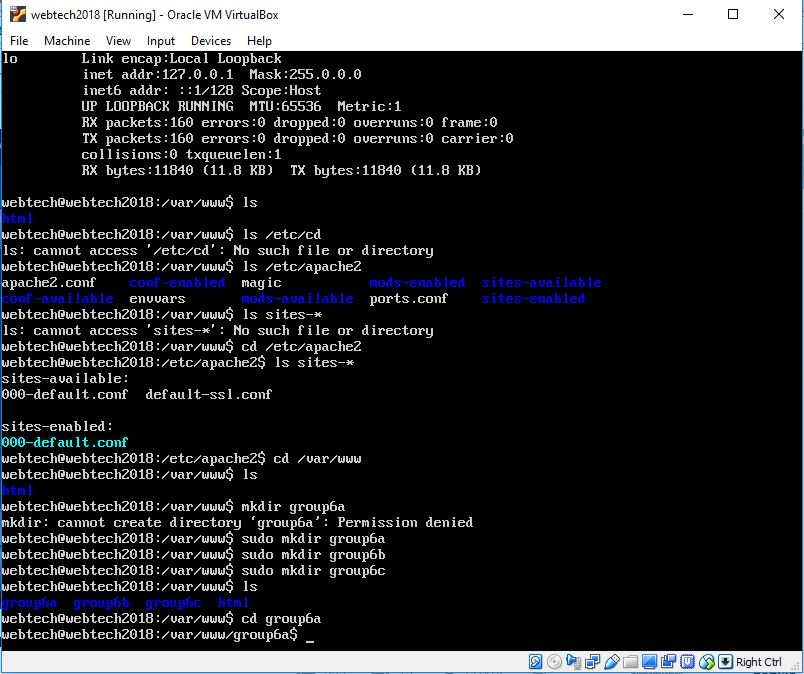 webtech2018 [Running] - Oracle VM VirtualBox
File Machine View Input Devices Help
lo Link encap:Local Loopback
inet addr:127.0.0.1 Mask:255.0.0.0
inet6 addr: ::1/128 Scope:Host
UP LOOPBACK RUNNING MTU:65536 Metric:1
RX packets:160 errors:0 dropped:0 overruns:0 frame:0
TX packets:160 errors:0 dropped:0 overruns:0 carrier:0
collisions:0 txqueuelen:1
RX bytes:11840 (11.8 KB) TX bytes:11840 (11.8 KB)
webtech@webtech2018:/var/www$ ls
html
webtech@webtech2018:/var/www$ ls /etc/cd
ls: cannot access '/etc/cd': No such file or directory
webtech@webtech2018:/var/www$ ls /etc/apache2
apache2.conf conf-enabled magic mods-enabled sites-available
conf-available envvars mods-available ports.conf sites-enabled
webtech@webtech2018:/var/www$ ls sites-*
ls: cannot access 'sites-*': No such file or directory
webtech@webtech2018:/var/www$ cd /etc/apache2
webtech@webtech2018:/etc/apache2$ ls sites-*
sites-available:
000-default.conf default-ssl.conf
sites-enabled:
000-default.conf
webtech@webtech2018:/etc/apache2$ cd /var/www
webtech@webtech2018:/var/www$ ls
html
webtech@webtech2018:/var/www$ mkdir group6a
mkdir: cannot create directory ‘group6a’: Permission denied
webtech@webtech2018:/var/www$ sudo mkdir group6a
webtech@webtech2018:/var/www$ sudo mkdir group6b
webtech@webtech2018:/var/www$ sudo mkdir group6c
webtech@webtech2018:/var/www$ ls
group6a group6b group6c html
webtech@webtech2018:/var/www$ cd group6a
webtech@webtech2018:/var/www/group6a$ _
Right Ctrl